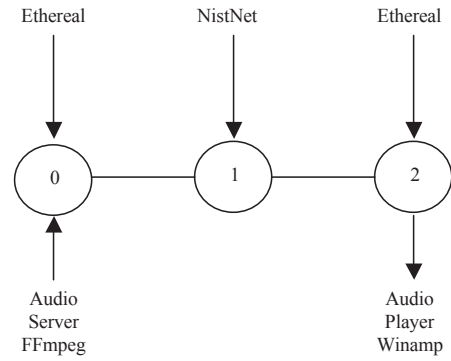 Ethereal NistNet Ethereal
0 1 2
Audio Audio
Server Player
FFmpeg Winamp